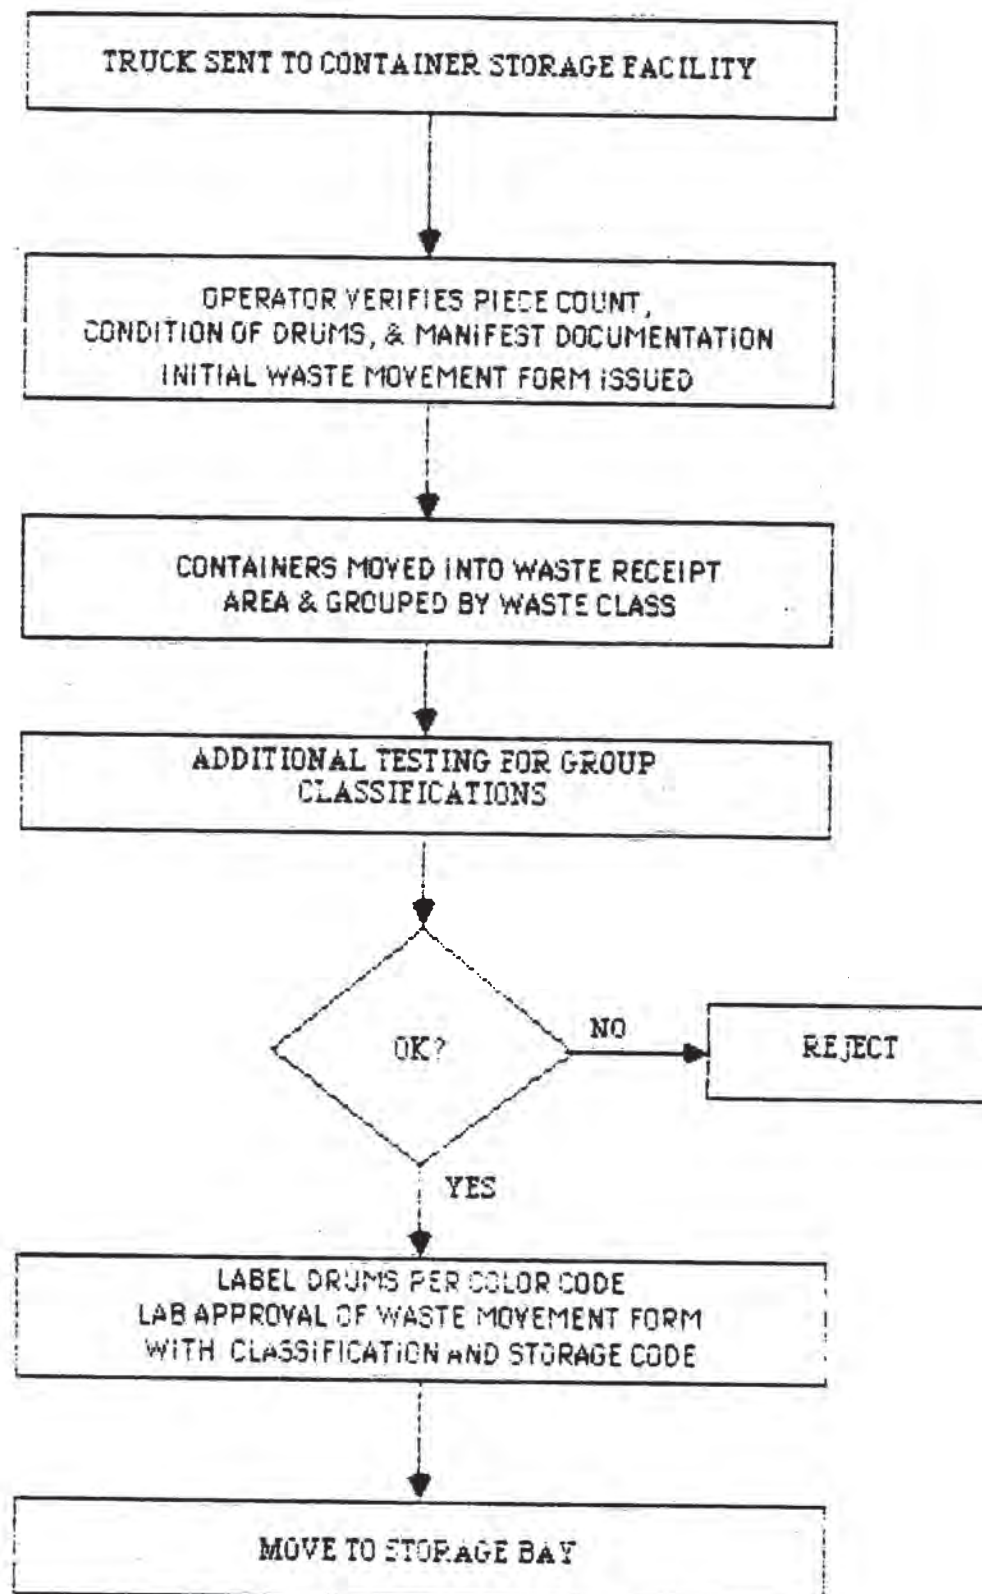 TRUCK SENT TO CONTAINER STORAGE FACILITY
OPERATOR VERIFIES PIECE COUNT,
CONDITION OF DRUMS, & MANIFEST DOCUMENTATION
INITIAL WASTE MOVEMENT FORM ISSUED
CONTAINERS MOVED INTO WASTE RECEIPT
AREA & GROUPED BY WASTE CLASS
ADDITIONAL TESTING FOR GROUP
CLASSIFICATIONS
OK?
NO
REJECT
YES
LABEL DRUMS PER COLOR CODE
LAB APPROVAL OF WASTE MOVEMENT FORM
WITH CLASSIFICATION AND STORAGE CODE
MOVE TO STORAGE BAY